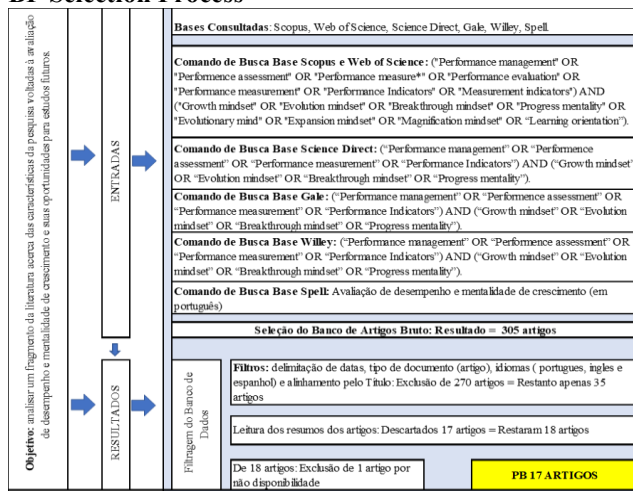 BP Selection Process
Objetivo: analisar um fragmento da literatura acerca das características da pesquisa voltadas à avaliação
de desempenho e mentalidade de crescimento e suas oportunidades para estudos futuros.
ENTRADAS
Bases Consultadas: Scopus, Web of Science, Science Direct, Gale, Willey, Spell.
Comando de Busca Base Scopus e Web of Science: ("Performance management" OR
"Performence assessment" OR "Performance measure*" OR "Performance evaluation" OR
"Performance measurement" OR "Performance Indicators" OR "Measurement indicators") AND
("Growth mindset" OR "Evolution mindset" OR "Breakthrough mindset" OR "Progress mentality" OR
"Evolutionary mind" OR "Expansion mindset" OR "Magnification mindset" OR “Learning orientation”).
Comando de Busca Base Science Direct: (“Performance management” OR “Performence
assessment” OR “Performance measurement” OR “Performance Indicators”) AND (“Growth mindset”
OR “Evolution mindset” OR “Breakthrough mindset” OR “Progress mentality”).
Comando de Busca Base Gale: (“Performance management” OR “Performence assessment” OR
“Performance measurement” OR “Performance Indicators”) AND (“Growth mindset” OR “Evolution
mindset” OR “Breakthrough mindset” OR “Progress mentality”).
Comando de Busca Base Willey: (“Performance management” OR “Performence assessment” OR
“Performance measurement” OR “Performance Indicators”) AND (“Growth mindset” OR “Evolution
mindset” OR “Breakthrough mindset” OR “Progress mentality”).
Comando de Busca Base Spell: Avaliação de desempenho e mentalidade de crescimento (em
português)
Seleção do Banco de Artigos Bruto: Resultado = 305 artigos
RESULTADOS
Filtragem do Banco de
Dados
Filtros: delimitação de datas, tipo de documento (artigo), idiomas ( portugues, ingles e
espanhol) e alinhamento pelo Título: Exclusão de 270 artigos = Restanto apenas 35
artigos
Leitura dos resumos dos artigos: Descartados 17 artigos = Restaram 18 artigos
De 18 artigos: Exclusão de 1 artigo por
não disponibilidade
PB 17 ARTIGOS